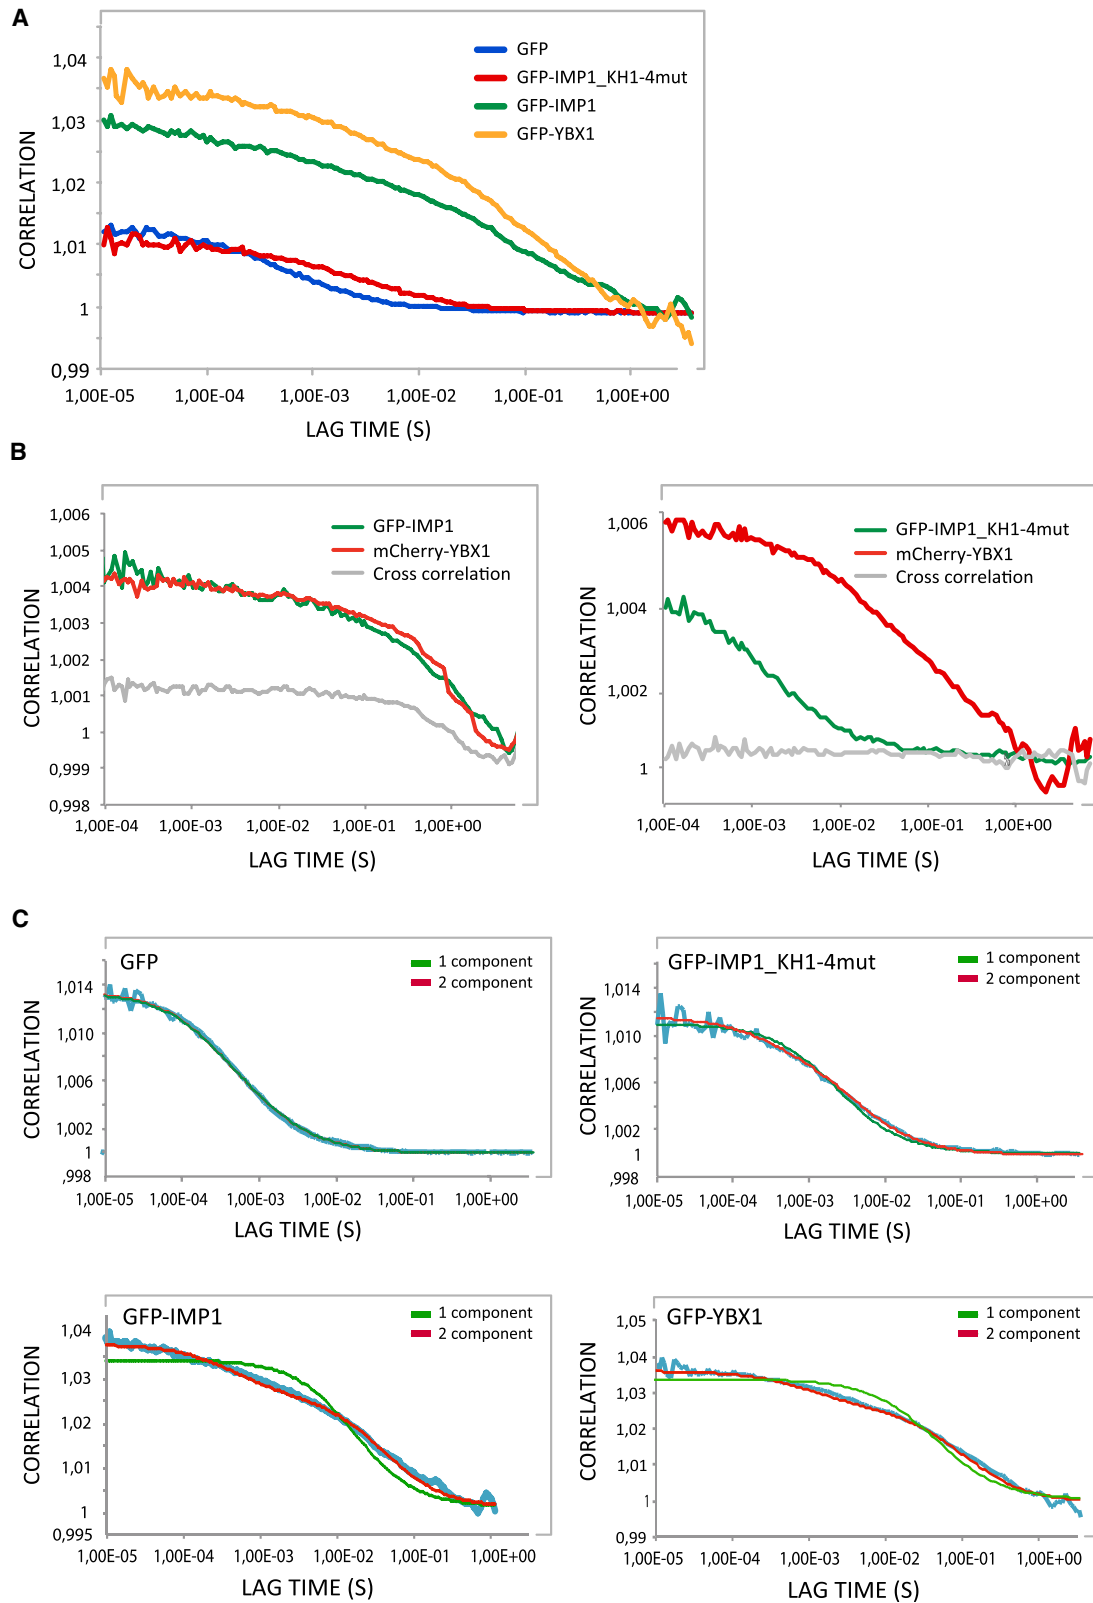 A
CORRELATION
1,04
1,03
1,02
1,01
1
0,99
GFP
GFP-IMP1_KH1-4mut
GFP-IMP1
GFP-YBX1
1,00E-05 1,00E-04 1,00E-03 1,00E-02 1,00E-01 1,00E+00
LAG TIME (S)
B
CORRELATION
1,006
1,005
1,004
1,003
1,002
1,001
1
0,999
0,998
GFP-IMP1
mCherry-YBX1
Cross correlation
1,00E-04 1,00E-03 1,00E-02 1,00E-01 1,00E+00
LAG TIME (S)
CORRELATION
1,006
1,004
1,002
1
GFP-IMP1_KH1-4mut
mCherry-YBX1
Cross correlation
1,00E-04 1,00E-03 1,00E-02 1,00E-01 1,00E+00
LAG TIME (S)
C
GFP
1 component
2 component
CORRELATION
1,014
1,010
1,006
1,002
1
,998
1,00E-05 1,00E-04 1,00E-03 1,00E-02 1,00E-01 1,00E+00
LAG TIME (S)
GFP-IMP1_KH1-4mut
1 component
2 component
CORRELATION
1,014
1,010
1,006
1,002
1
,998
1,00E-05 1,00E-04 1,00E-03 1,00E-02 1,00E-01 1,00E+00
LAG TIME (S)
GFP-IMP1
1 component
2 component
CORRELATION
1,04
1,03
1,02
1,01
1
0,995
1,00E-05 1,00E-04 1,00E-03 1,00E-02 1,00E-01 1,00E+00
LAG TIME (S)
GFP-YBX1
1 component
2 component
CORRELATION
1,05
1,04
1,03
1,02
1,01
1
0,99
1,00E-05 1,00E-04 1,00E-03 1,00E-02 1,00E-01 1,00E+00
LAG TIME (S)